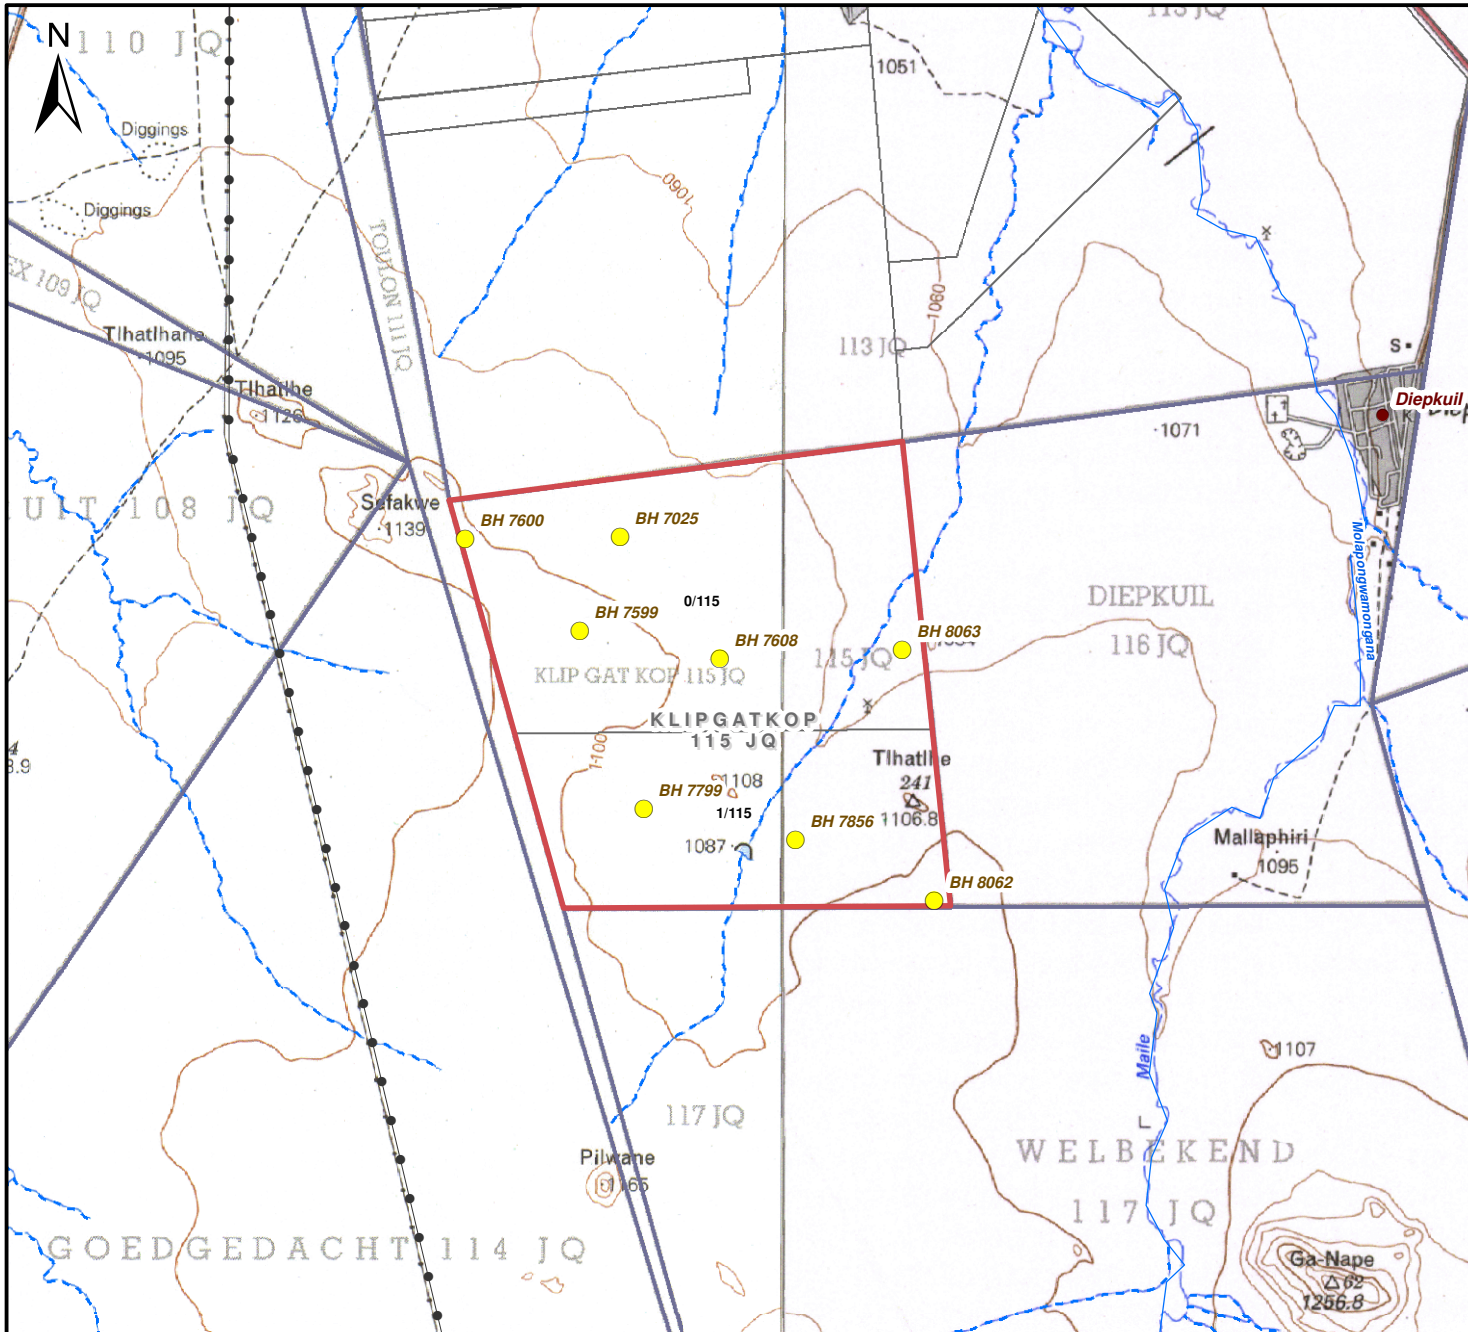 N
110 JQ
113 JQ
1051
Diggings
Diggings
1060
TOULON 111 JQ
EX 109 JQ
1060
Tlhatlhane
1095
113 JQ
S
Tlhatlhe
1126
Diepkuil
K
1071
UIT 108 JQ
Sefakwe
1139
BH 7600
BH 7025
Molapongwamongana
0/115
DIEPKUIL
116 JQ
BH 7599
BH 7608
BH 8063
KLIP GAT KOP 115 JQ
115 JQ
KLIPGATKOP
115 JQ
1100
Tlhatlhe
241
1106.8
3.9
1108
BH 7799
1/115
BH 7856
1087
Mallaphiri
1095
BH 8062
Maile
1107
117 JQ
WELBEKEND
117 JQ
Pilwane
1165
GOEDGEDACHT 114 JQ
Ga-Nape
62
1256.8